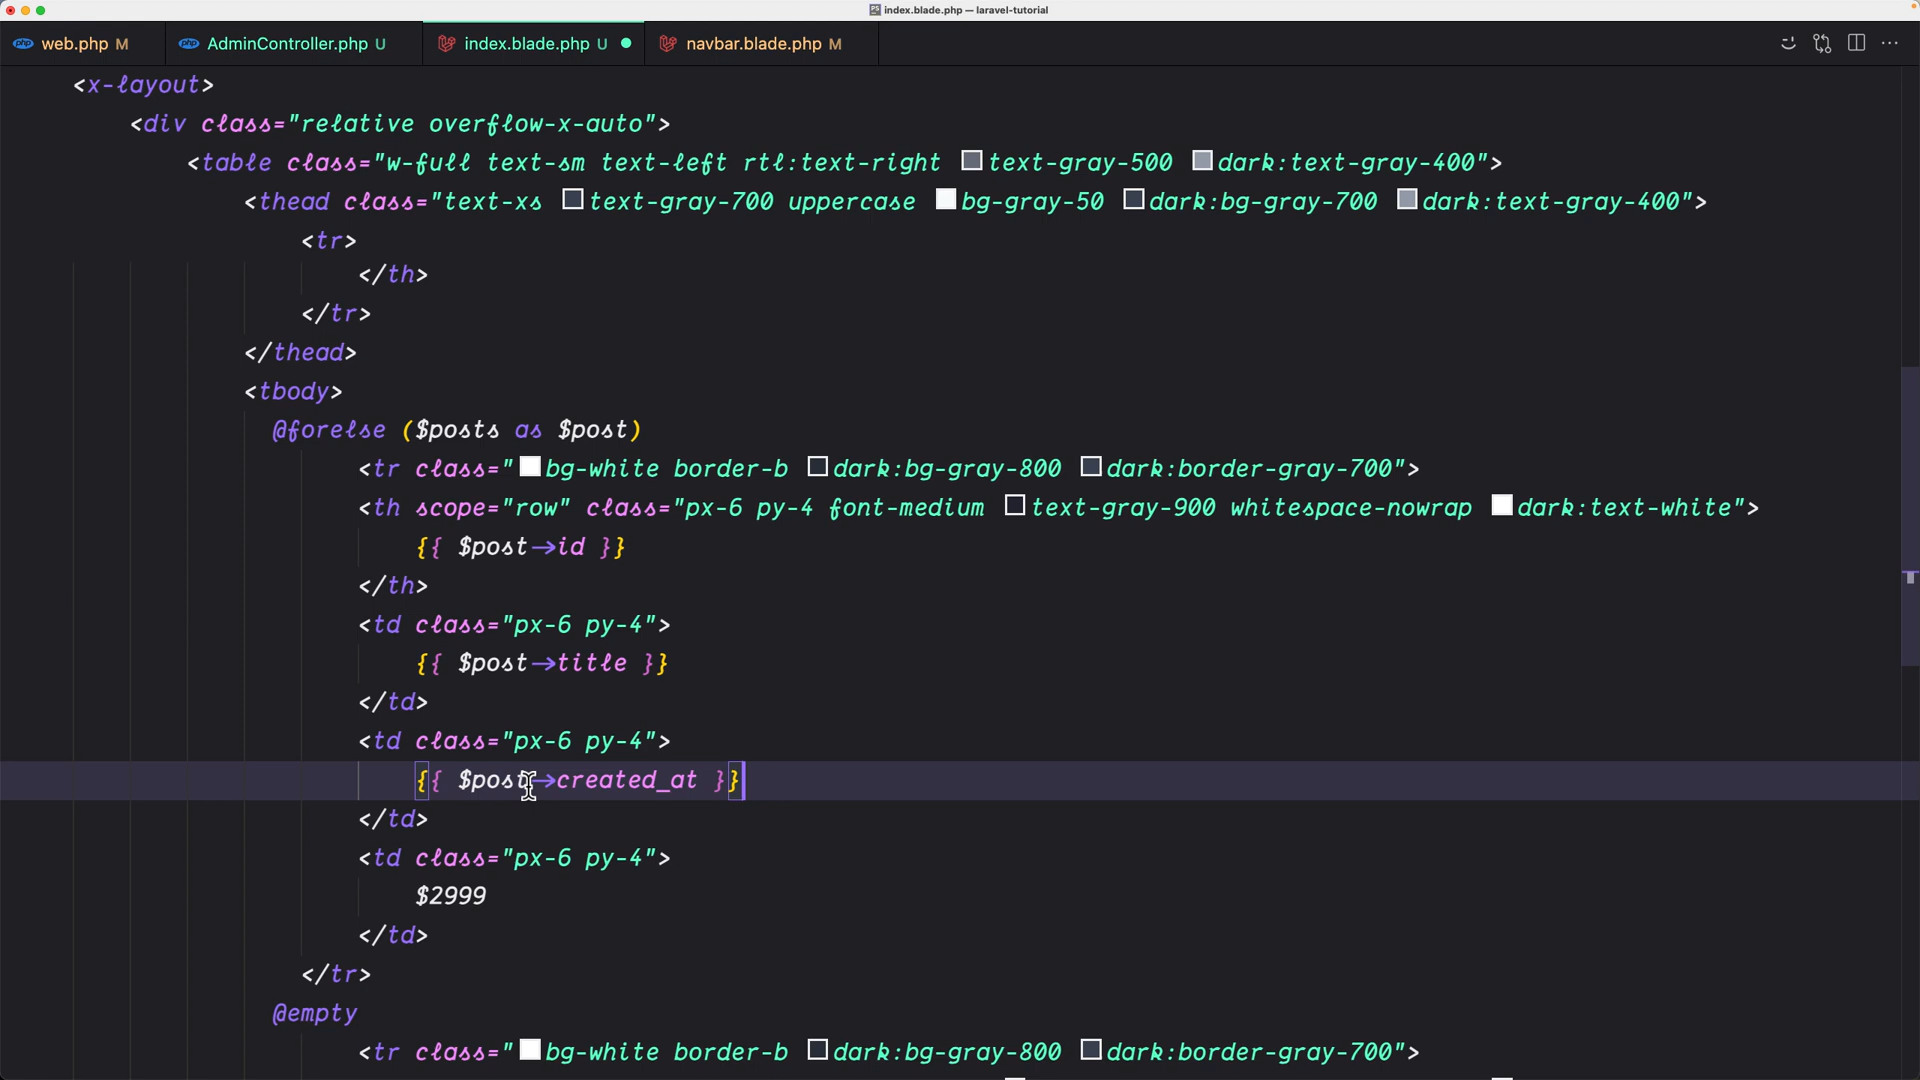 index.blade.php — laravel-tutorial
web.php M
AdminController.php U
index.blade.php U
navbar.blade.php M
<x-layout>
<div class="relative overflow-x-auto">
<table class="w-full text-sm text-left rtl:text-right text-gray-500 dark:text-gray-400">
<thead class="text-xs text-gray-700 uppercase bg-gray-50 dark:bg-gray-700 dark:text-gray-400">
<tr>
</th>
</tr>
</thead>
<tbody>
@forelse ($posts as $post)
<tr class="bg-white border-b dark:bg-gray-800 dark:border-gray-700">
<th scope="row" class="px-6 py-4 font-medium text-gray-900 whitespace-nowrap dark:text-white">
{{ $post->id }}
</th>
<td class="px-6 py-4">
{{ $post->title }}
</td>
<td class="px-6 py-4">
{{ $post->created_at }}
</td>
<td class="px-6 py-4">
$2999
</td>
</tr>
@empty
<tr class="bg-white border-b dark:bg-gray-800 dark:border-gray-700">